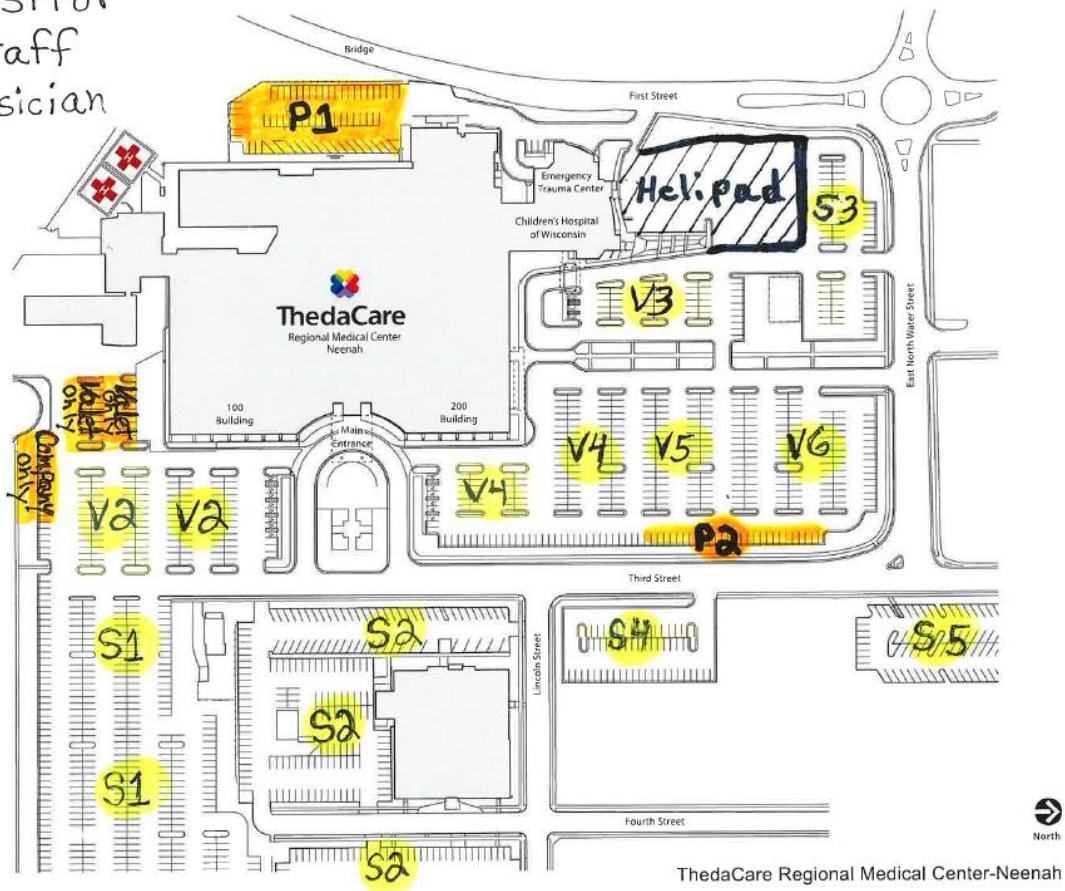 sitor
taff
sician
Bridge
First Street
P1
Emergency
Trauma Center
Helipad
S3
Children's Hospital
of Wisconsin
V3
ThedaCare
Regional Medical Center
Neenah
East North Water Street
Valet
only
Valet
only
Company
only
100
Building
200
Building
Main
Entrance
V2
V2
V4
V4
V5
V6
P2
Third Street
S1
S2
Lincoln Street
S4
S5
S2
S1
Fourth Street
North
S2
ThedaCare Regional Medical Center-Neenah